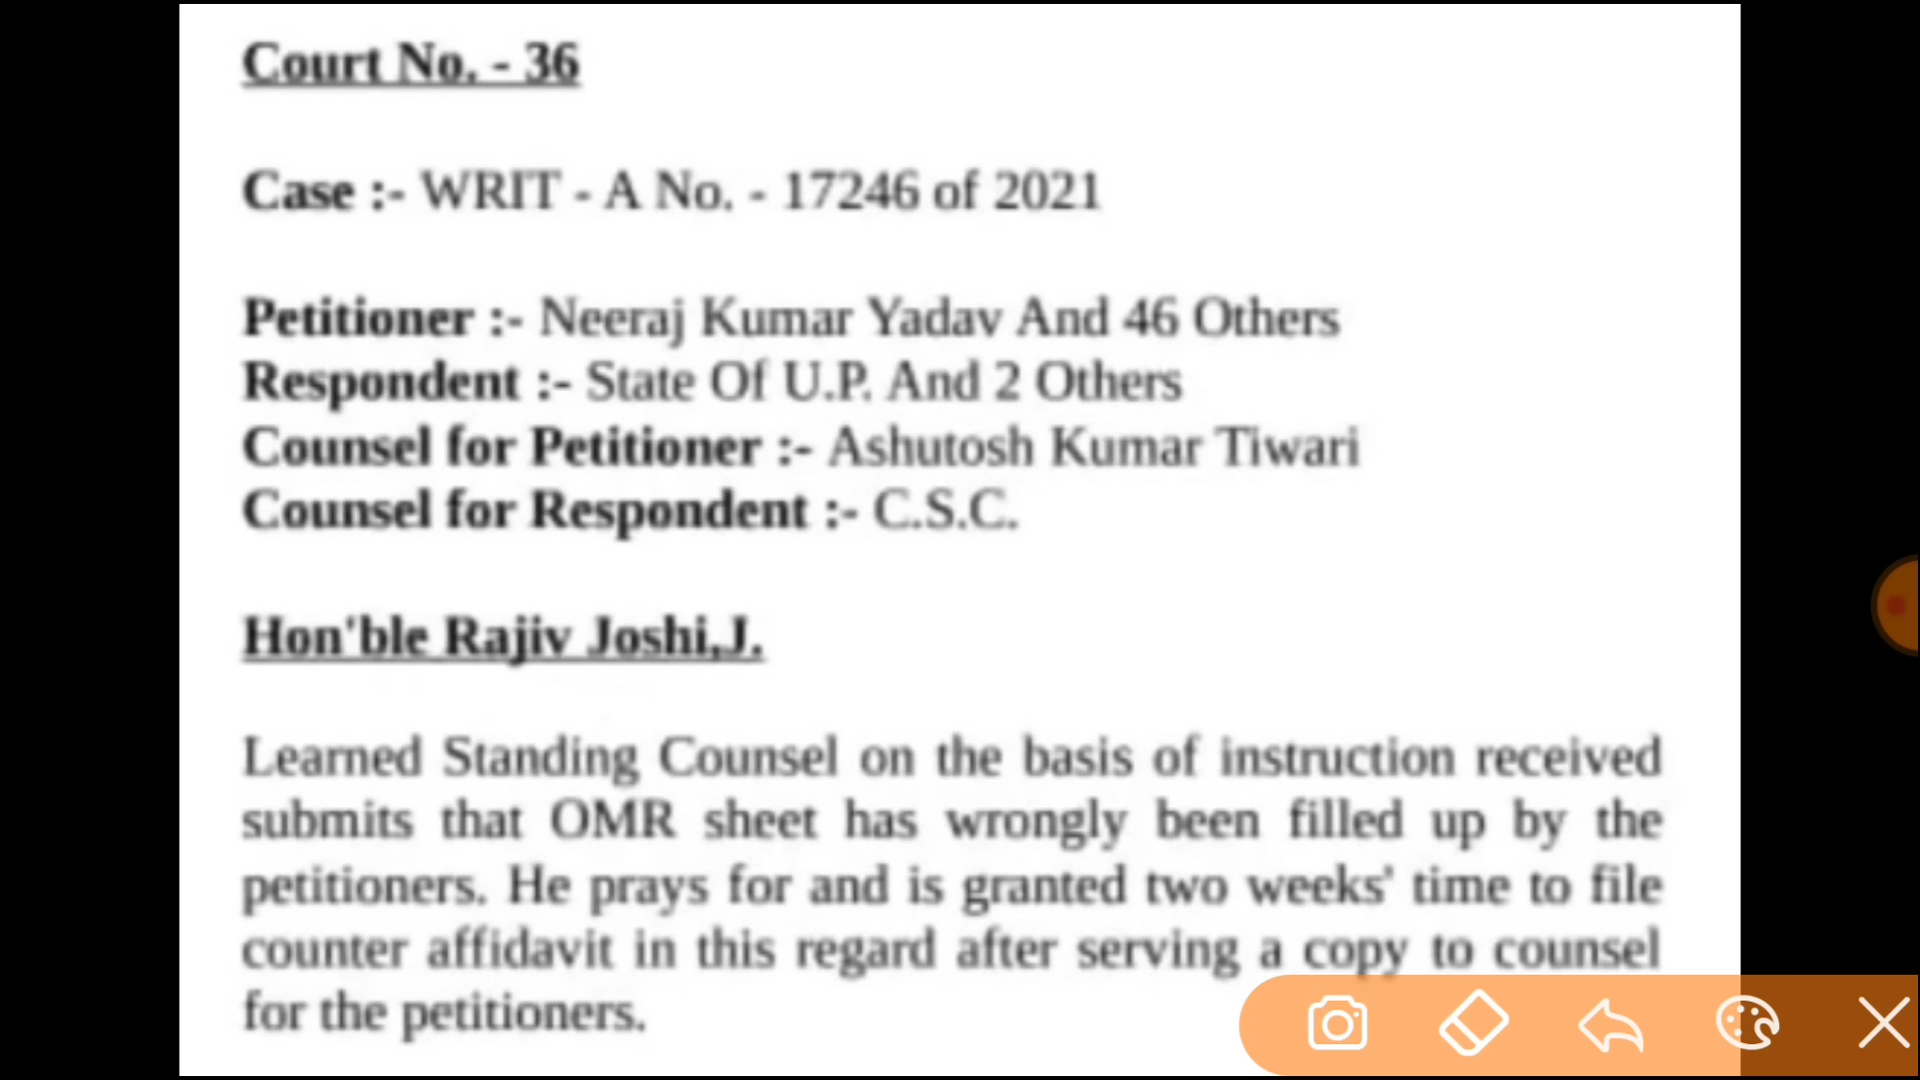 Court No. - 36
Case :- WRIT - A No. - 17246 of 2021
Petitioner :- Neeraj Kumar Yadav And 46 Others
Respondent :- State Of U.P. And 2 Others
Counsel for Petitioner :- Ashutosh Kumar Tiwari
Counsel for Respondent :- C.S.C.
Hon'ble Rajiv Joshi,J.
Learned Standing Counsel on the basis of instruction received
submits that OMR sheet has wrongly been filled up by the
petitioners. He prays for and is granted two weeks' time to file
counter affidavit in this regard after serving a copy to counsel
for the petitioners.